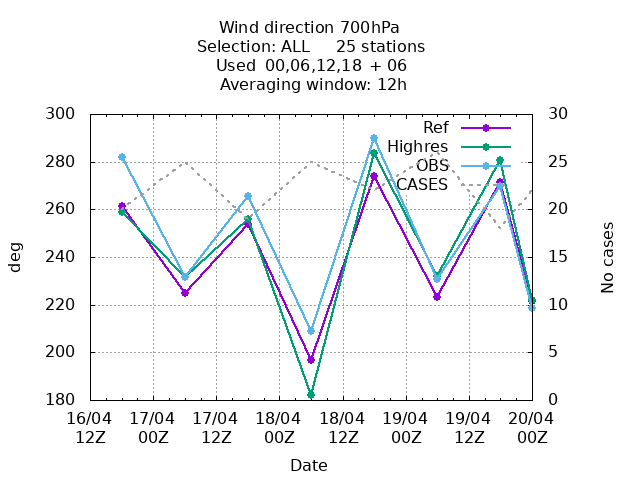 Wind direction 700hPa
Selection: ALL     25 stations
Used  00,06,12,18 + 06
Averaging window: 12h
300 30
Ref
Highres
280 OBS 25
CASES
260 20
240 15
220 10
200 5
180 0
deg
No cases
16/04 17/04 17/04 18/04 18/04 19/04 19/04 20/04
12Z 00Z 12Z 00Z 12Z 00Z 12Z 00Z
Date